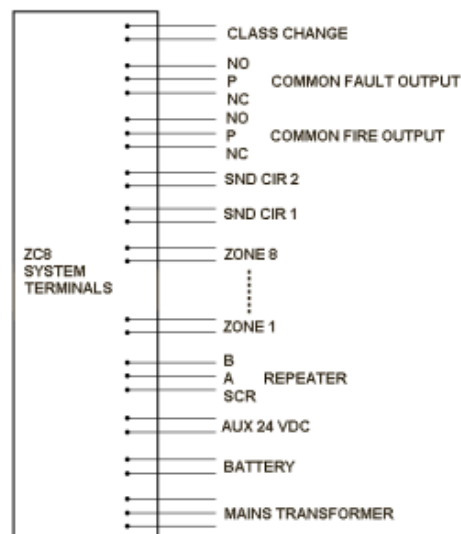 CLASS CHANGE
NO
P COMMON FAULT OUTPUT
NC
NO
P COMMON FIRE OUTPUT
NC
SND CIR 2
SND CIR 1
ZC8
SYSTEM
TERMINALS
ZONE 8
ZONE 1
B
A REPEATER
SCR
AUX 24 VDC
BATTERY
MAINS TRANSFORMER